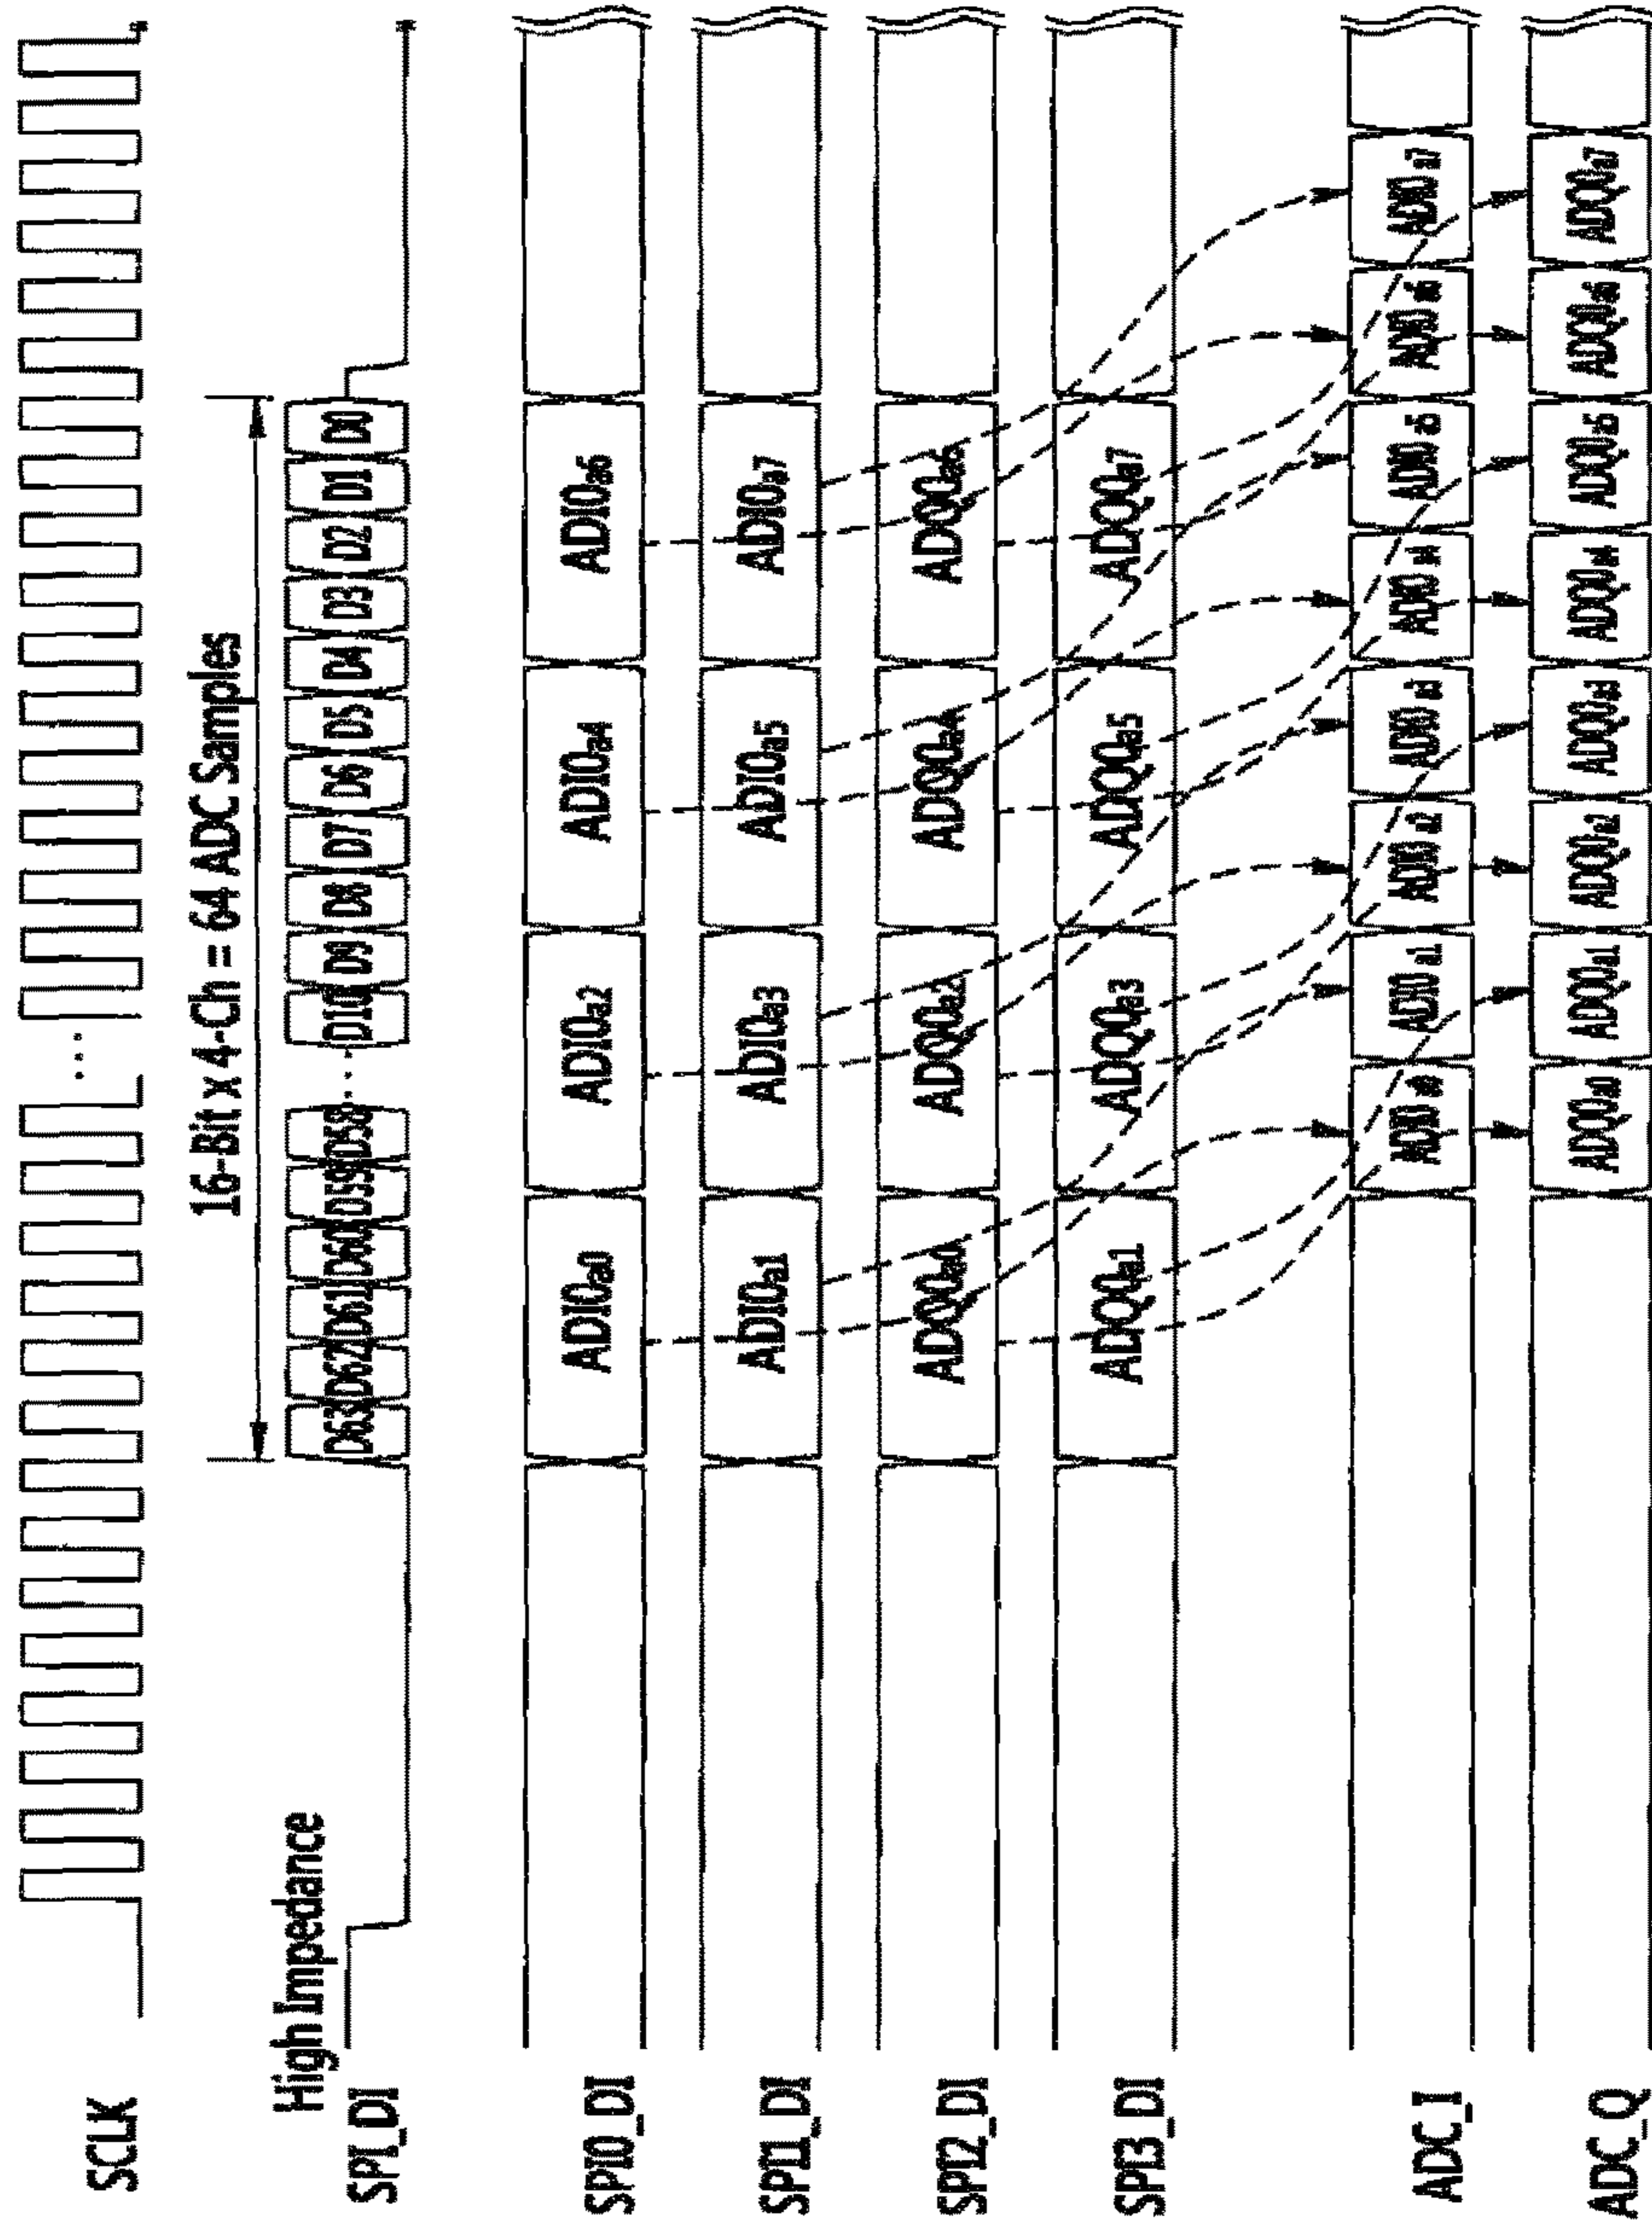 SCLK
...
16-Bit x 4-Ch = 64 ADC Samples
High Impedance
SPI_DI
D63 D62 D61 D60 D59 D58 ... D10 D9 D8 D7 D6 D5 D4 D3 D2 D1 D0
SPI0_DI ADI0a0 ADI0a2 ADI0a4 ADI0a6
SPI1_DI ADI0a1 ADI0a3 ADI0a5 ADI0a7
SPI2_DI ADQ0a0 ADQ0a2 ADQ0a4 ADQ0a6
SPI3_DI ADQ0a1 ADQ0a3 ADQ0a5 ADQ0a7
ADC_I ADI0a0 ADI0a1 ADI0a2 ADI0a3 ADI0a4 ADI0a5 ADI0a6 ADI0a7
ADC_Q ADQ0a0 ADQ0a1 ADQ0a2 ADQ0a3 ADQ0a4 ADQ0a5 ADQ0a6 ADQ0a7